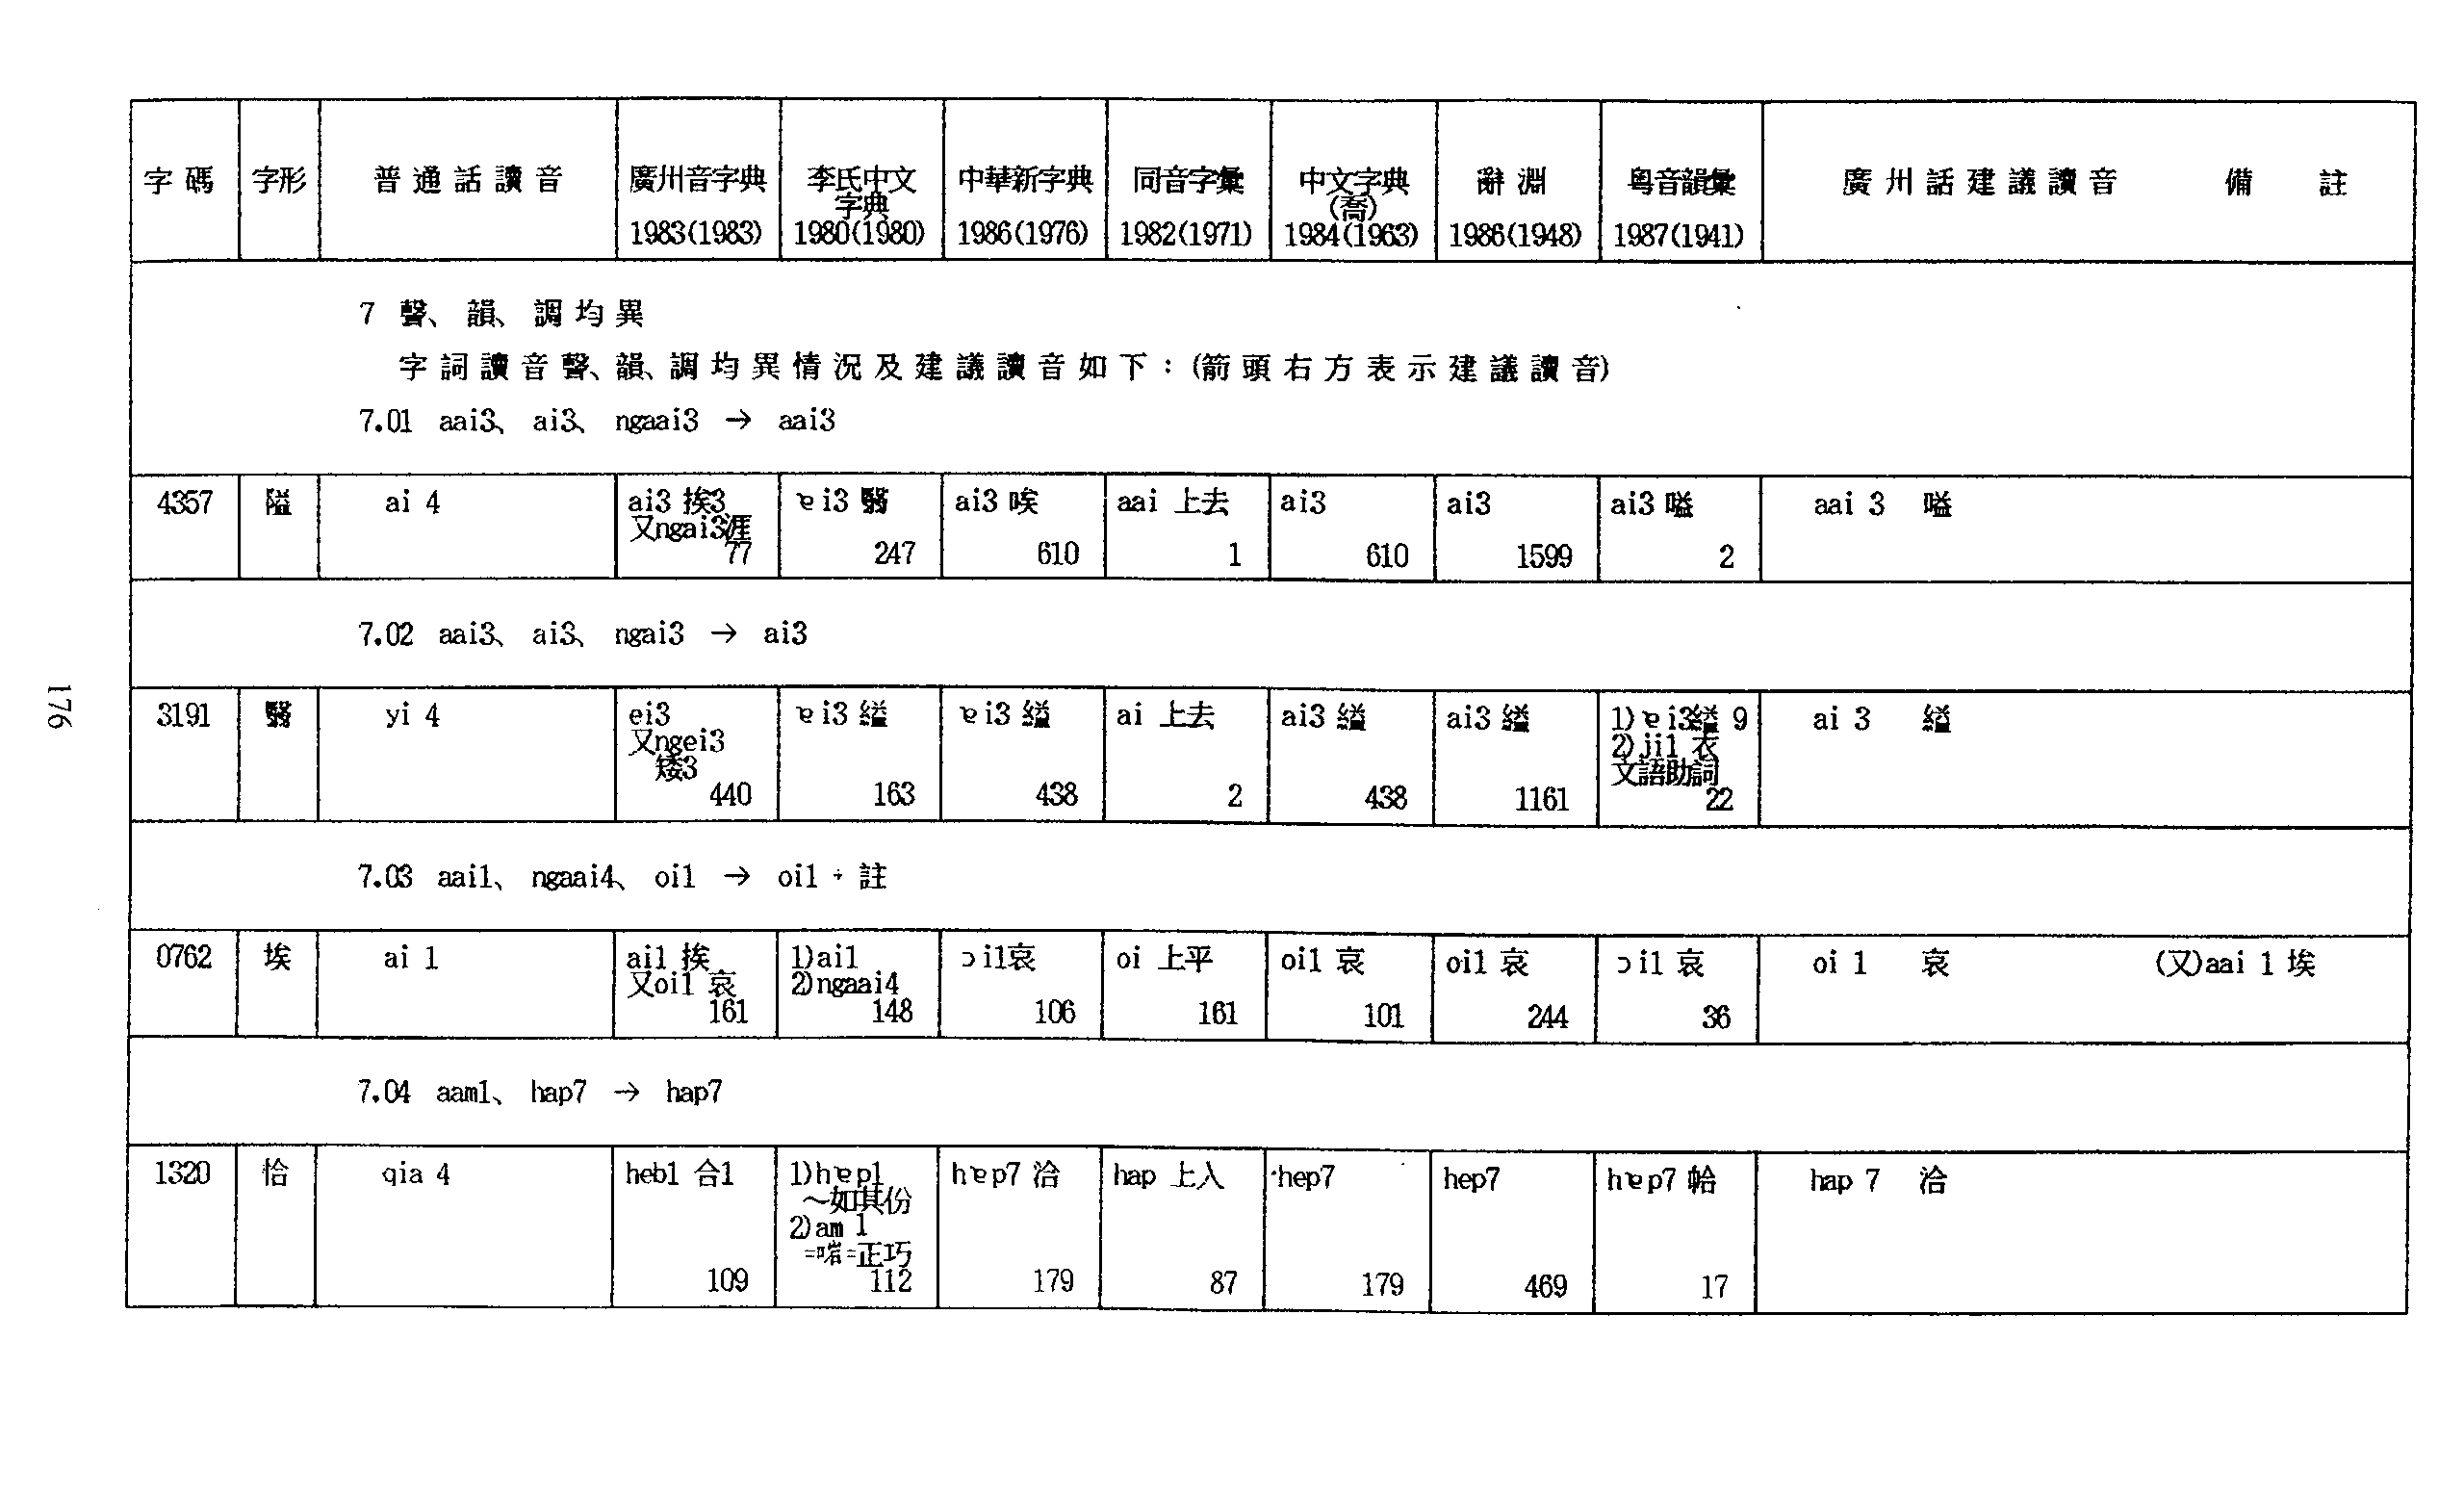 字碼 字形 普通話讀音 廣州音字典 李氏中文字典 中華新字典 同音字彙 中文字典(喬) 辭淵 粵音韻彙 廣州話建議讀音 備註
1983(1983) 1980(1980) 1986(1976) 1982(1971) 1984(1963) 1986(1948) 1987(1941)
7 聲、韻、調均異
字詞讀音聲、韻、調均異情況及建議讀音如下：(箭頭右方表示建議讀音)
7.01 aai3、ai3、ngaai3 → aai3
4357 隘 ai 4 ai3 挨3 又ngai3涯 77 ɐi3 翳 247 ai3 唉 610 aai 上去 1 ai3 610 ai3 1599 ai3 嗌 2 aai 3 嗌
7.02 aai3、ai3、ngai3 → ai3
3191 翳 yi 4 ei3 又ngei3 矮3 440 ɐi3 縊 163 ɐi3 縊 438 ai 上去 2 ai3 縊 438 ai3 縊 1161 1)ɐi3縊 9 2)ji1 衣 文語助詞 22 ai 3 縊
7.03 aai1、ngaai4、oi1 → oi1 + 註
0762 埃 ai 1 ai1 挨 又oi1 哀 161 1)ai1 2)ngaai4 148 ɔi1哀 106 oi 上平 161 oi1 哀 101 oi1 哀 244 ɔi1 哀 36 oi 1 哀 (又)aai 1 埃
7.04 aam1、hap7 → hap7
1320 恰 qia 4 heb1 合1 109 1)hɐp1 ～如其份 2)am 1 =啱=正巧 112 hɐp7 洽 179 hap 上入 87 hep7 179 hep7 469 hɐp7 帢 17 hap 7 洽
176